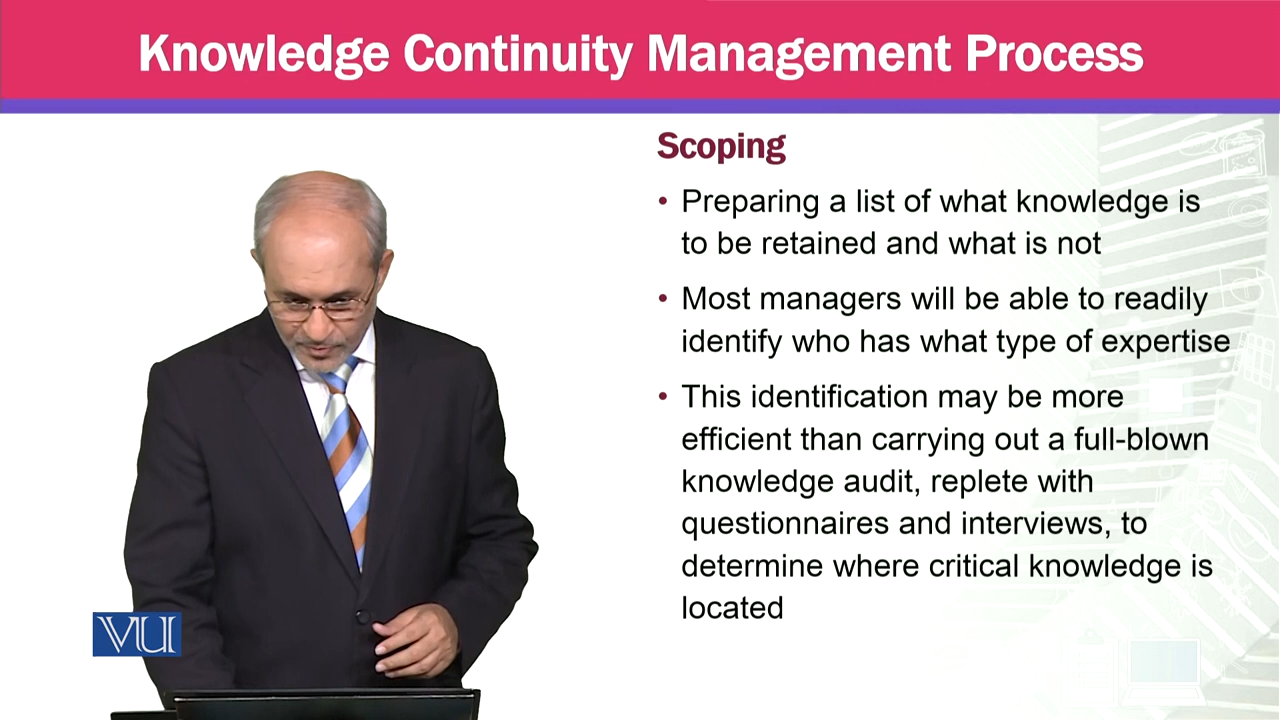 Knowledge Continuity Management Process
Scoping
• Preparing a list of what knowledge is
to be retained and what is not
• Most managers will be able to readily
identify who has what type of expertise
• This identification may be more
efficient than carrying out a full-blown
knowledge audit, replete with
questionnaires and interviews, to
determine where critical knowledge is
located
VU